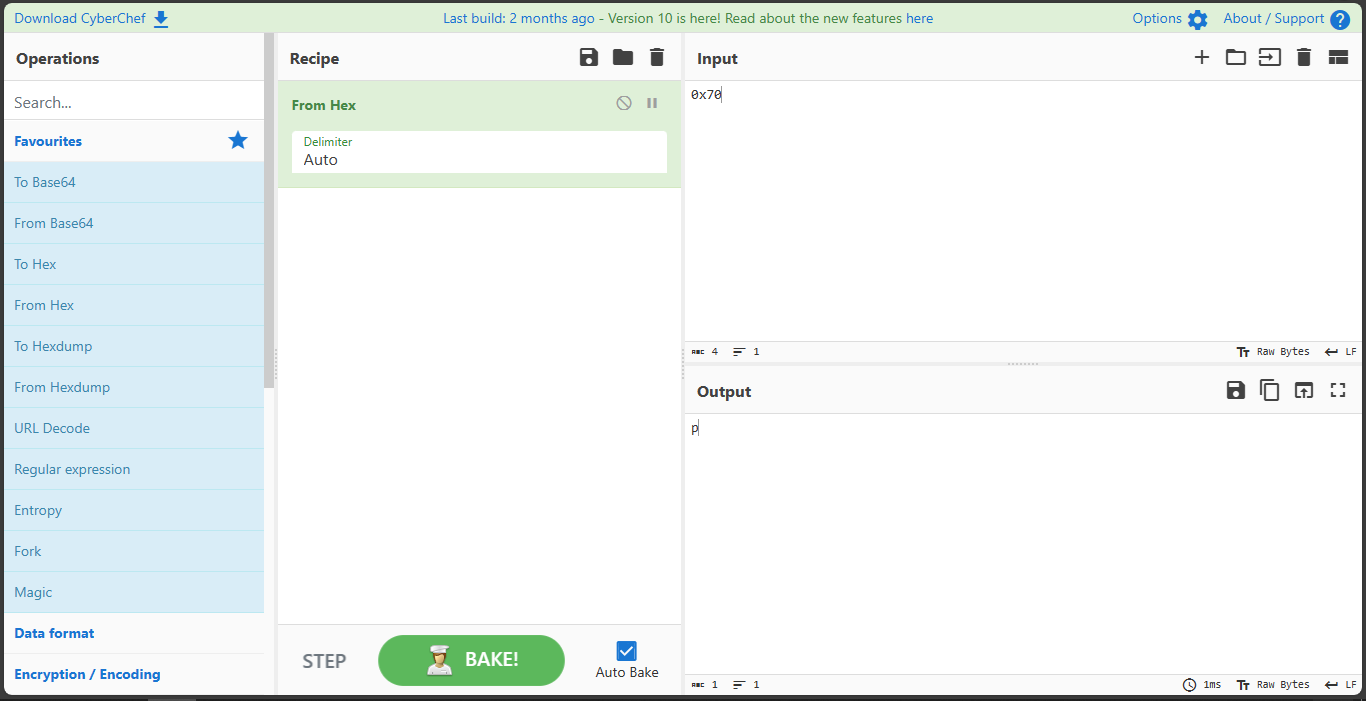 Download CyberChef
Last build: 2 months ago - Version 10 is here! Read about the new features here
Options
About / Support
Operations
Search...
Favourites
To Base64
From Base64
To Hex
From Hex
To Hexdump
From Hexdump
URL Decode
Regular expression
Entropy
Fork
Magic
Data format
Encryption / Encoding
Recipe
From Hex
Delimiter
Auto
STEP
BAKE!
Auto Bake
Input
0x70
ABC 4
1
Tт Raw Bytes
LF
Output
p
ABC 1
1
1ms
Tт Raw Bytes
LF